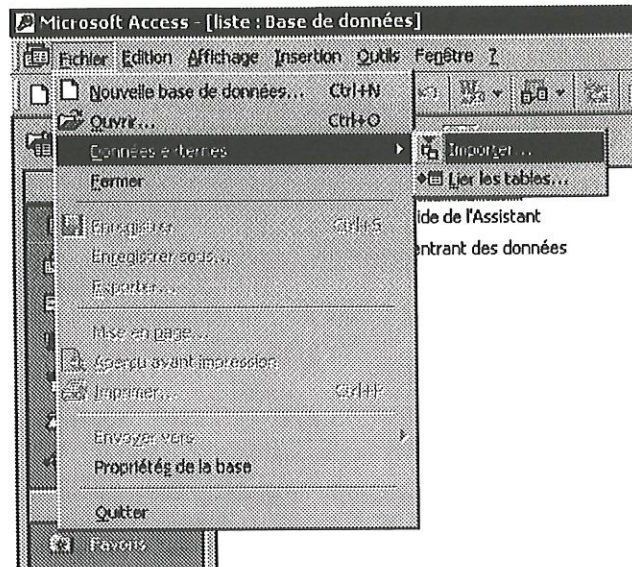 Microsoft Access - [liste : Base de données]
Fichier Edition Affichage Insertion Outils Fenêtre ?
Nouvelle base de données... Ctrl+N
Ouvrir... Ctrl+O
Données externes
Importer...
Fermer
Lier les tables...
Enregistrer Ctrl+S
ide de l'Assistant
Enregistrer sous...
entrant des données
Exporter...
Mise en page...
Aperçu avant impression
Imprimer... Ctrl+P
Envoyer vers
Propriétés de la base
Quitter
Favoris